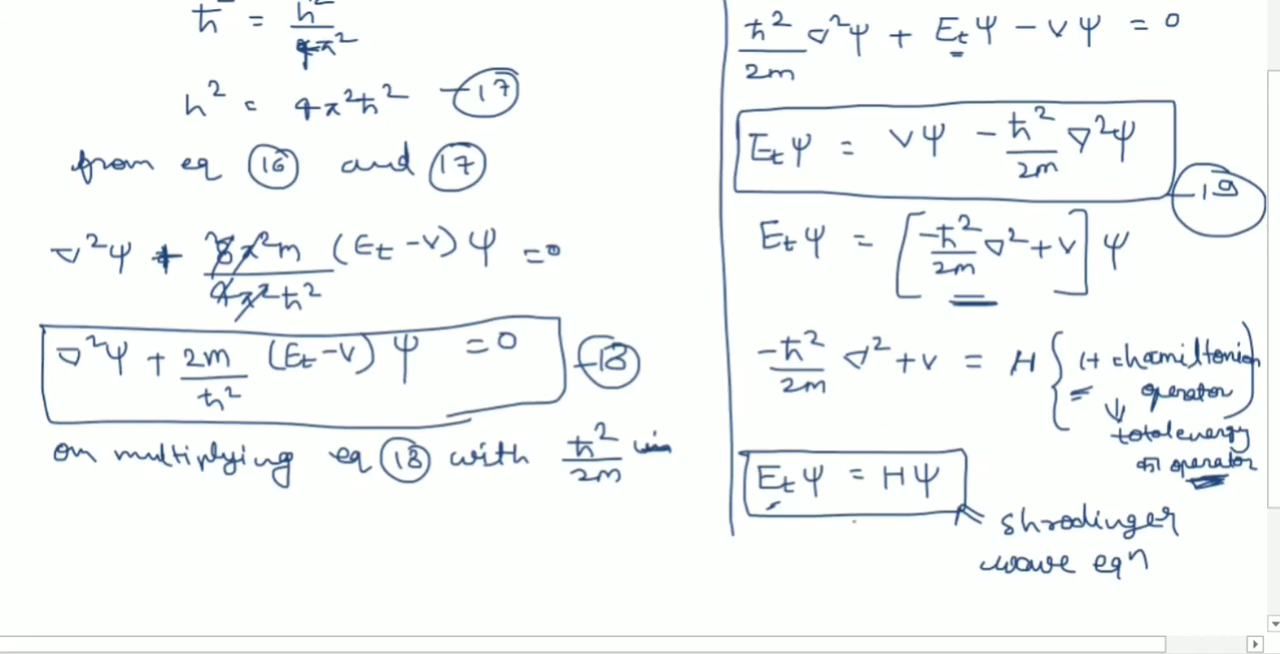 ħ² = h²/4π²
h² = 4π²ħ² —17
from eq 16 and 17
∇²ψ + 8π²m/4π²ħ² (Et - V) ψ = 0
∇²ψ + 2m/ħ² (Et - V) ψ = 0 —18
on multiplying eq 18 with ħ²/2m
ħ²/2m ∇²ψ + Etψ - Vψ = 0
Etψ = Vψ - ħ²/2m ∇²ψ —19
Etψ = [-ħ²/2m ∇² + V] ψ
-ħ²/2m ∇² + V = H
operator
↓
total energy
operator
Etψ = Hψ
Shrodinger
wave eqn